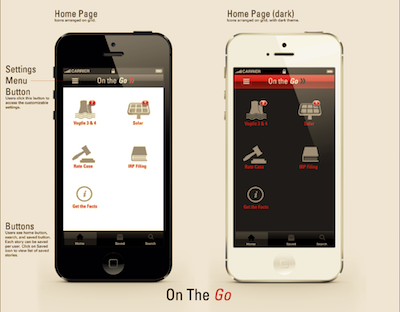 Home Page
Icons arranged on grid.
Home Page (dark)
Icons arranged on grid, with dark theme.
Settings
Menu
Button
Users click this button to
access the customizable
settings.
CARRIER
On the Go
Vogtle 3 & 4
Solar
Rate Case
IRP Filing
Get the Facts
Home
Saved
Search
CARRIER
On the Go
Vogtle 3 & 4
Solar
Rate Case
IRP Filing
Get the Facts
Home
Saved
Search
Buttons
Users see home button,
search, and saved button.
Each story can be saved
per user. Click on Saved
Icon to view list of saved
stories.
On The Go